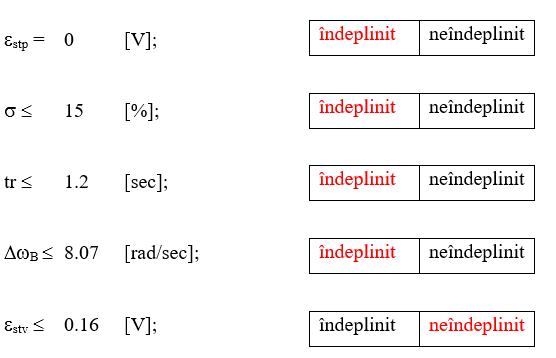 εstp = 0 [V]; îndeplinit neîndeplinit
σ ≤ 15 [%]; îndeplinit neîndeplinit
tr ≤ 1.2 [sec]; îndeplinit neîndeplinit
ΔωB ≤ 8.07 [rad/sec]; îndeplinit neîndeplinit
εstv ≤ 0.16 [V]; îndeplinit neîndeplinit